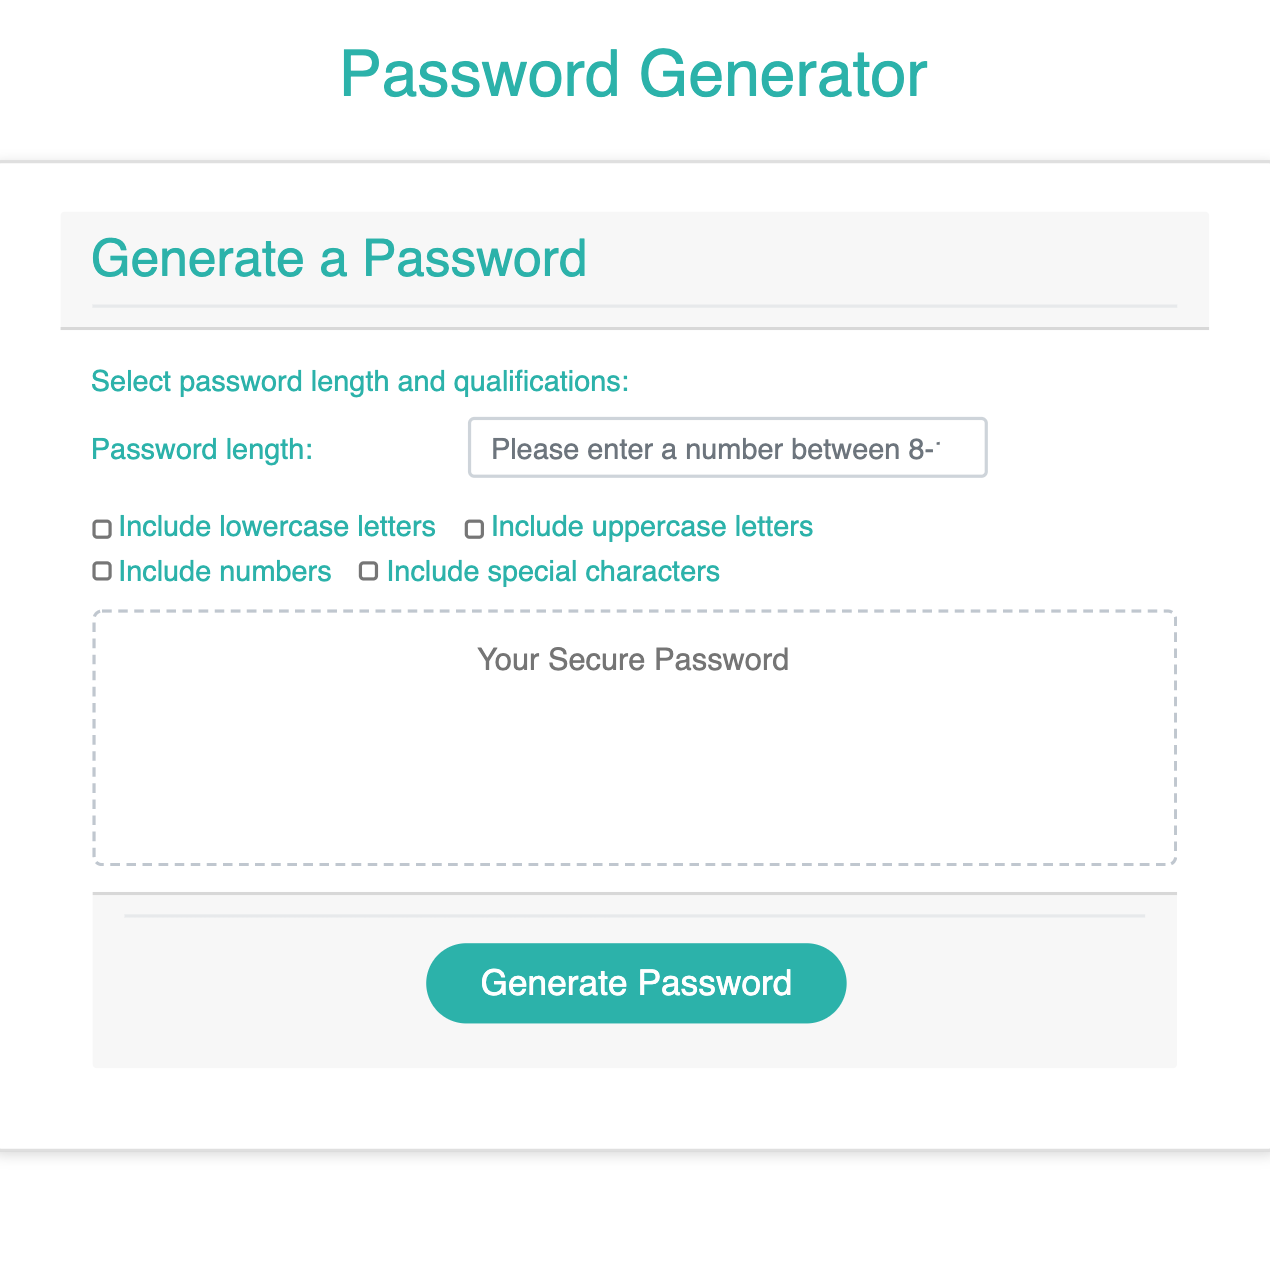 Password Generator
Generate a Password
Select password length and qualifications:
Password length:
Please enter a number between 8-
Include lowercase letters
Include uppercase letters
Include numbers
Include special characters
Your Secure Password
Generate Password